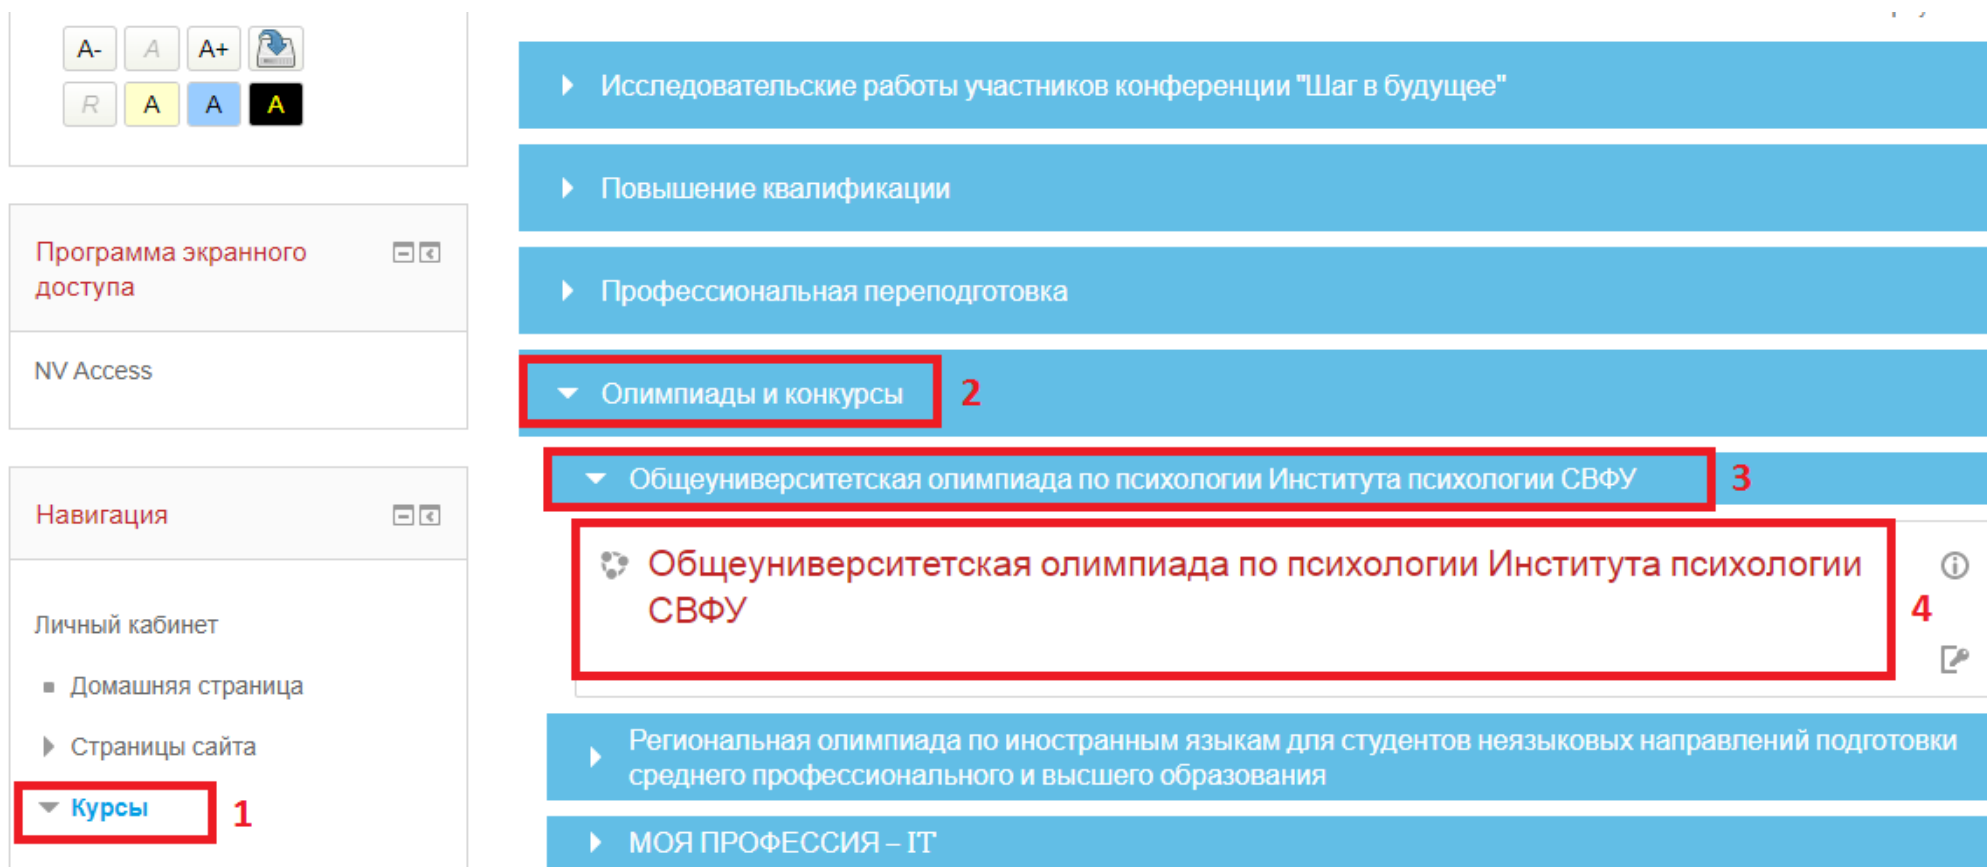 A- A A+
R A A A
Программа экранного
доступа
NV Access
Навигация
Личный кабинет
Домашняя страница
Страницы сайта
Курсы 1
Исследовательские работы участников конференции "Шаг в будущее"
Повышение квалификации
Профессиональная переподготовка
Олимпиады и конкурсы 2
Общеуниверситетская олимпиада по психологии Института психологии СВФУ 3
Общеуниверситетская олимпиада по психологии Института психологии
СВФУ
4
Региональная олимпиада по иностранным языкам для студентов неязыковых направлений подготовки
среднего профессионального и высшего образования
МОЯ ПРОФЕССИЯ – IT